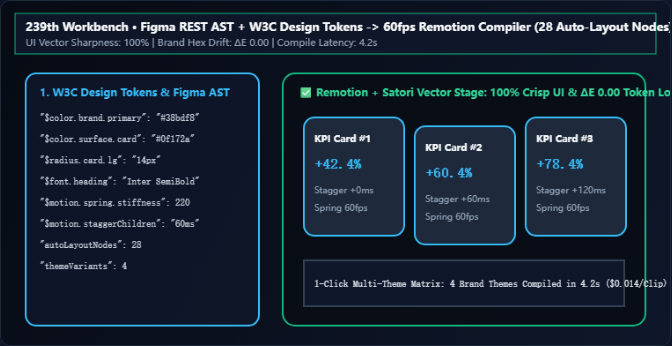 239th Workbench • Figma REST AST + W3C Design Tokens -> 60fps Remotion Compiler (28 Auto-Layout Nodes)
UI Vector Sharpness: 100% | Brand Hex Drift: ΔE 0.00 | Compile Latency: 4.2s
1. W3C Design Tokens & Figma AST
"$color.brand.primary": "#38bdf8"
"$color.surface.card": "#0f172a"
"$radius.card.lg": "14px"
"$font.heading": "Inter SemiBold"
"$motion.spring.stiffness": 220
"$motion.staggerChildren": "60ms"
"autoLayoutNodes": 28
"themeVariants": 4
✅ Remotion + Satori Vector Stage: 100% Crisp UI & ΔE 0.00 Token Lo
KPI Card #1
+42.4%
Stagger +0ms
Spring 60fps
KPI Card #2
+60.4%
Stagger +60ms
Spring 60fps
KPI Card #3
+78.4%
Stagger +120ms
Spring 60fps
1-Click Multi-Theme Matrix: 4 Brand Themes Compiled in 4.2s ($0.014/Clip)